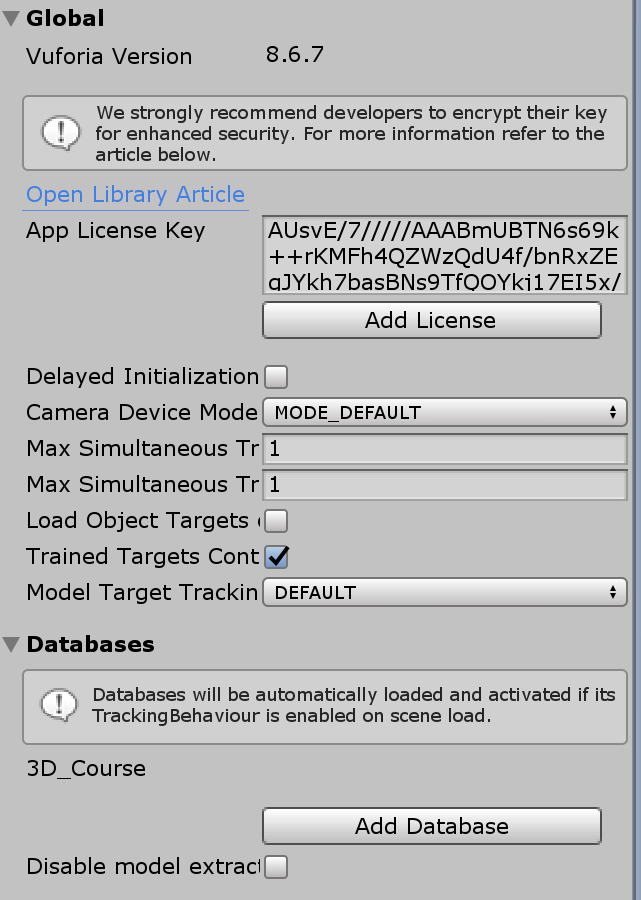 Global
Vuforia Version 8.6.7
We strongly recommend developers to encrypt their key
for enhanced security. For more information refer to the
article below.
Open Library Article
App License Key
AUsvE/7/////AAABmUBTN6s69k
++rKMFh4QZWzQdU4f/bnRxZE
qJYkh7basBNs9TfQOYkj17EI5x/
Add License
Delayed Initialization
Camera Device Mode MODE_DEFAULT
Max Simultaneous Tr 1
Max Simultaneous Tr 1
Load Object Targets
Trained Targets Cont
Model Target Trackin DEFAULT
Databases
Databases will be automatically loaded and activated if its
TrackingBehaviour is enabled on scene load.
3D_Course
Add Database
Disable model extract